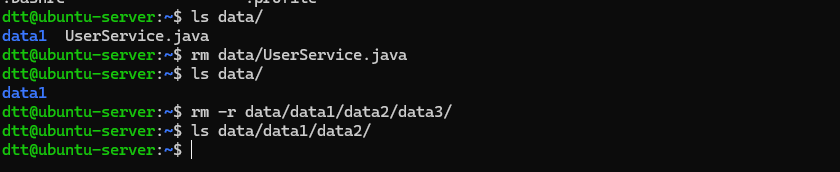 dtt@ubuntu-server:~$ ls data/
data1  UserService.java
dtt@ubuntu-server:~$ rm data/UserService.java
dtt@ubuntu-server:~$ ls data/
data1
dtt@ubuntu-server:~$ rm -r data/data1/data2/data3/
dtt@ubuntu-server:~$ ls data/data1/data2/
dtt@ubuntu-server:~$